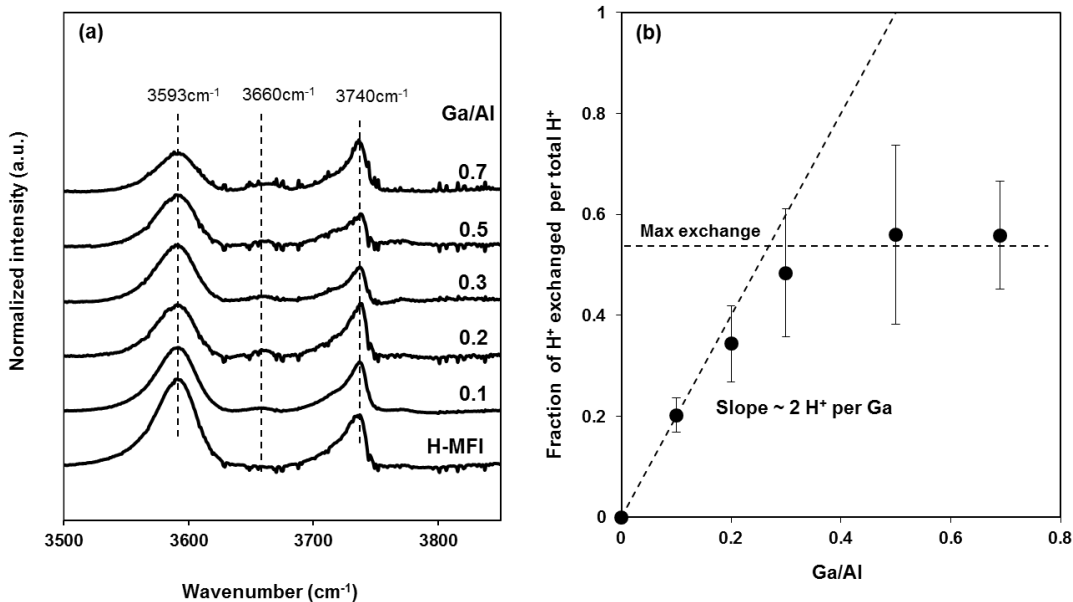 (a)
3593cm⁻¹ 3660cm⁻¹ 3740cm⁻¹
Ga/Al
0.7
0.5
0.3
0.2
0.1
H-MFI
Normalized intensity (a.u.)
3500 3600 3700 3800
Wavenumber (cm⁻¹)
(b)
1
0.8
0.6
0.4
0.2
0
Max exchange
Slope ~ 2 H⁺ per Ga
Fraction of H⁺ exchanged per total H⁺
0 0.2 0.4 0.6 0.8
Ga/Al